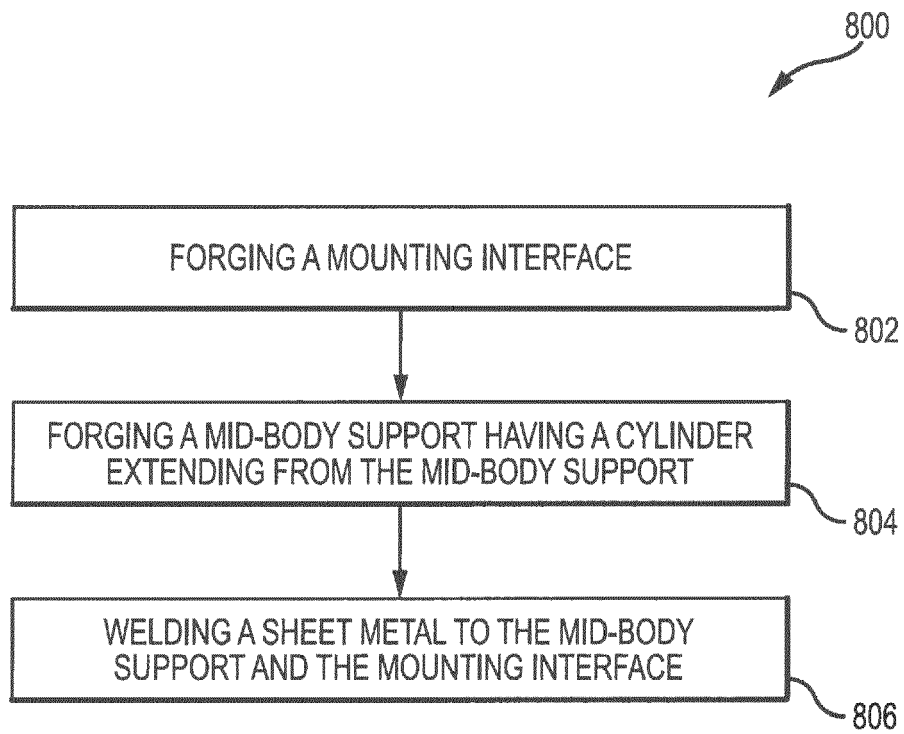 800
FORGING A MOUNTING INTERFACE
802
FORGING A MID-BODY SUPPORT HAVING A CYLINDER
EXTENDING FROM THE MID-BODY SUPPORT
804
WELDING A SHEET METAL TO THE MID-BODY
SUPPORT AND THE MOUNTING INTERFACE
806